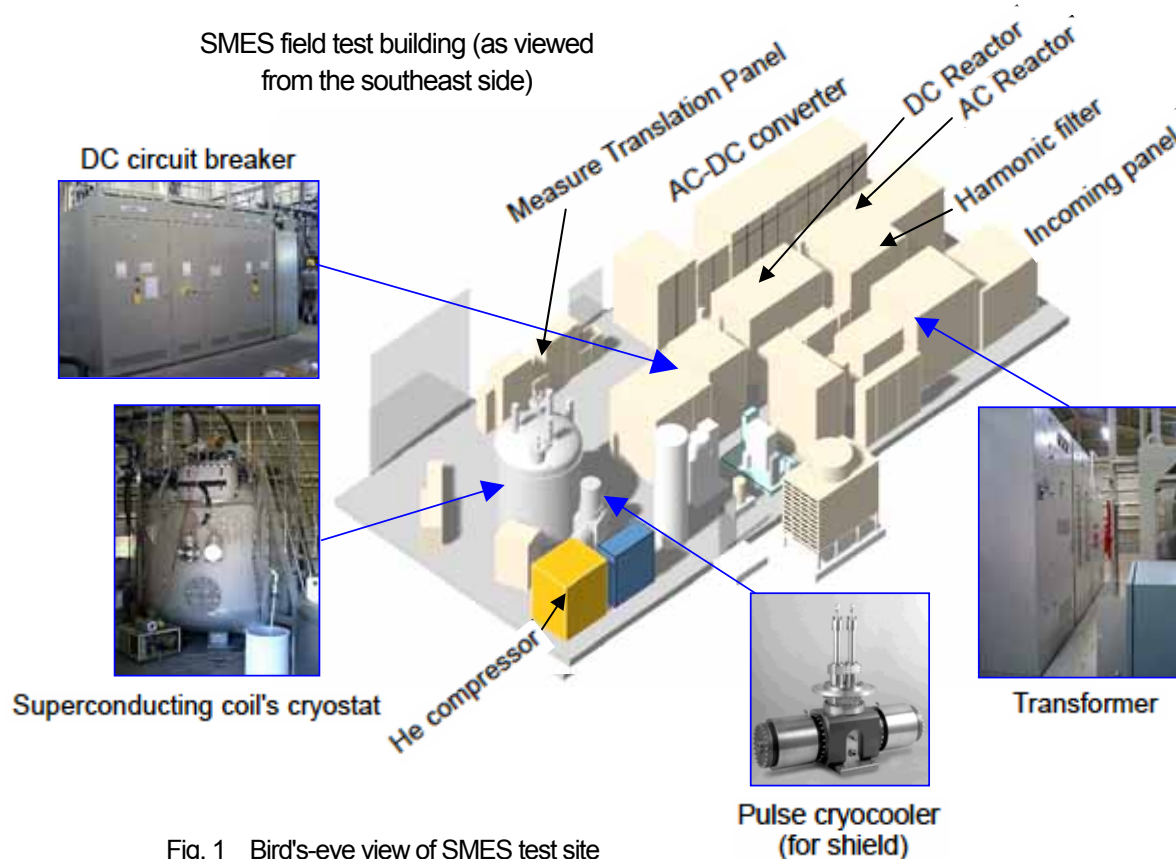 SMES field test building (as viewed
from the southeast side)
DC circuit breaker
Measure Translation Panel
AC-DC converter
DC Reactor
AC Reactor
Harmonic filter
Incoming panel
Superconducting coil's cryostat
He compressor
Transformer
Pulse cryocooler
(for shield)
Fig. 1 Bird's-eye view of SMES test site